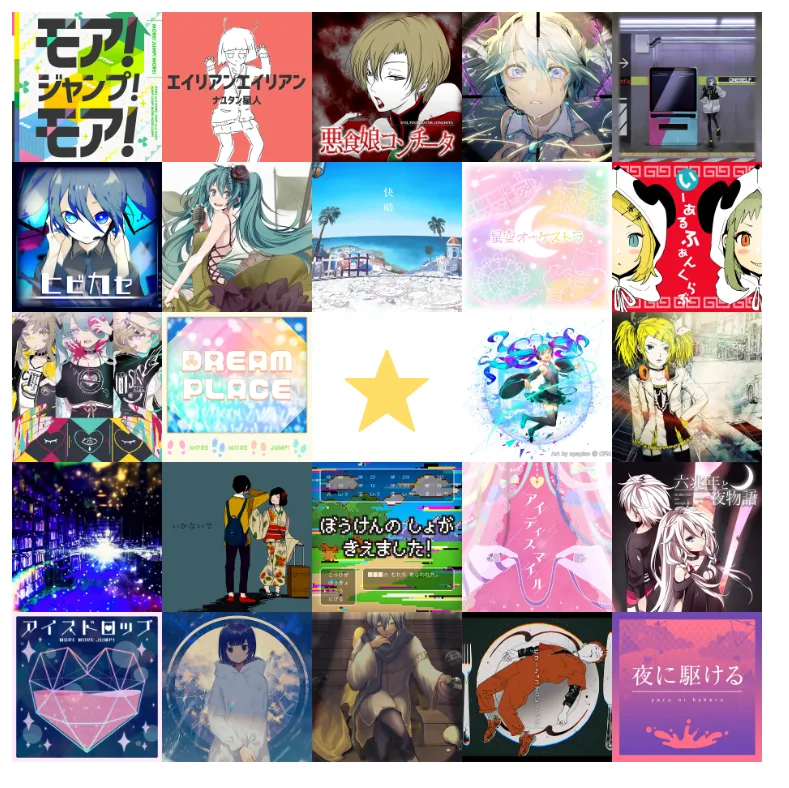 モア!
ジャンプ!
モア!
MORE MORE JUMP!
エイリアンエイリアン
ナユタン星人
悪食娘コンチータ
ONESELF
ヒビカセ
快晴
星空オーケストラ
いーあるふぁんくらぶ
DREAM
PLACE
MORE MORE JUMP!
いかないで
ぼうけんの しょが
きえました!
アイディスマイル
六兆年と
一夜物語
アイスドロップ
MORE MORE JUMP!
夜に駆ける
yoru ni kakeru